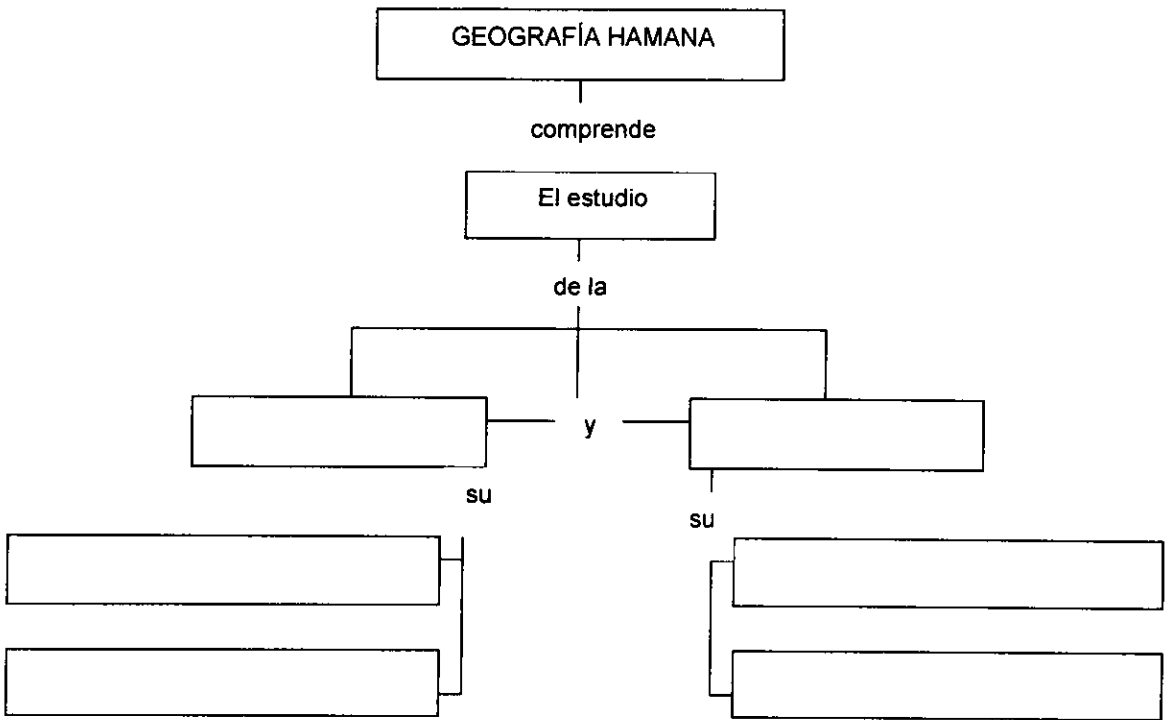 GEOGRAFÍA HAMANA
comprende
El estudio
de la
y
su
su